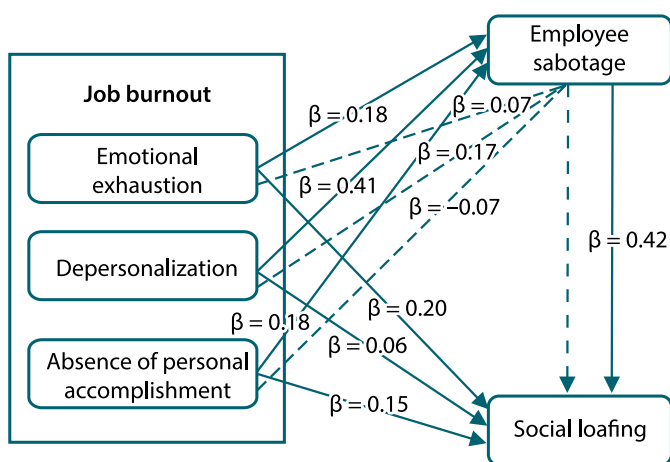 Employee
sabotage
Job burnout
β = 0.18
β = 0.07
Emotional
exhaustion
β = 0.17
β = 0.41
β = –0.07
β = 0.42
Depersonalization
β = 0.18
β = 0.20
β = 0.06
Absence of personal
accomplishment
β = 0.15
Social loafing